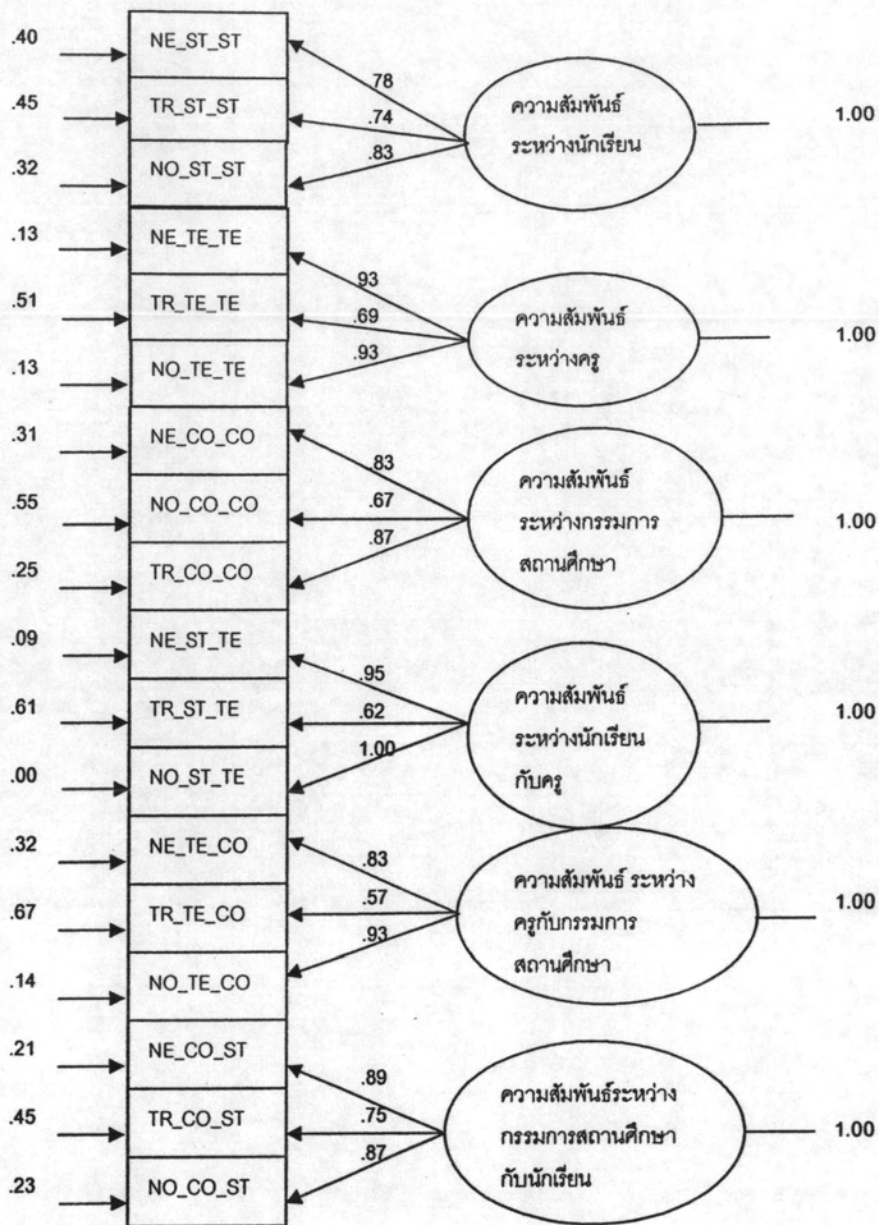 .40 NE_ST_ST
.78
.45 TR_ST_ST
.74
.32 NO_ST_ST
.83
ความสัมพันธ์
ระหว่างนักเรียน
1.00
.13 NE_TE_TE
.93
.51 TR_TE_TE
.69
.13 NO_TE_TE
.93
ความสัมพันธ์
ระหว่างครู
1.00
.31 NE_CO_CO
.83
.55 NO_CO_CO
.67
.25 TR_CO_CO
.87
ความสัมพันธ์
ระหว่างกรรมการ
สถานศึกษา
1.00
.09 NE_ST_TE
.95
.61 TR_ST_TE
.62
.00 NO_ST_TE
1.00
ความสัมพันธ์
ระหว่างนักเรียน
กับครู
1.00
.32 NE_TE_CO
.83
.67 TR_TE_CO
.57
.14 NO_TE_CO
.93
ความสัมพันธ์ ระหว่าง
ครูกับกรรมการ
สถานศึกษา
1.00
.21 NE_CO_ST
.89
.45 TR_CO_ST
.75
.23 NO_CO_ST
.87
ความสัมพันธ์ระหว่าง
กรรมการสถานศึกษา
กับนักเรียน
1.00